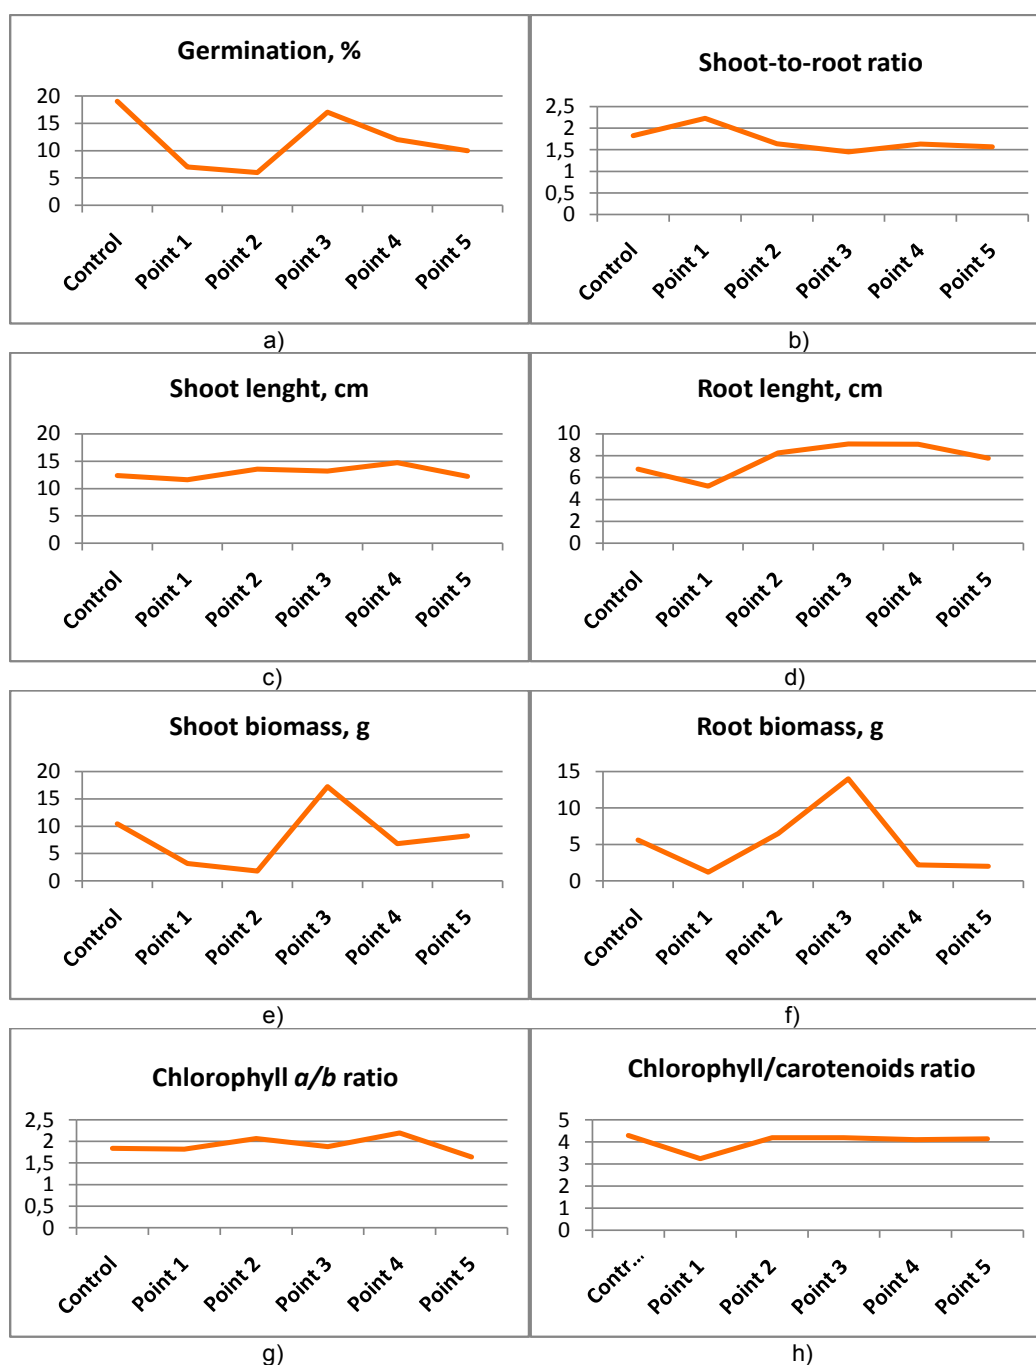 Germination, %
20
15
10
5
0
Control
Point 1
Point 2
Point 3
Point 4
Point 5
a)
Shoot-to-root ratio
2,5
2
1,5
1
0,5
0
Control
Point 1
Point 2
Point 3
Point 4
Point 5
b)
Shoot lenght, cm
20
15
10
5
0
Control
Point 1
Point 2
Point 3
Point 4
Point 5
c)
Root lenght, cm
10
8
6
4
2
0
Control
Point 1
Point 2
Point 3
Point 4
Point 5
d)
Shoot biomass, g
20
15
10
5
0
Control
Point 1
Point 2
Point 3
Point 4
Point 5
e)
Root biomass, g
15
10
5
0
Control
Point 1
Point 2
Point 3
Point 4
Point 5
f)
Chlorophyll a/b ratio
2,5
2
1,5
1
0,5
0
Control
Point 1
Point 2
Point 3
Point 4
Point 5
g)
Chlorophyll/carotenoids ratio
5
4
3
2
1
0
Contr...
Point 1
Point 2
Point 3
Point 4
Point 5
h)